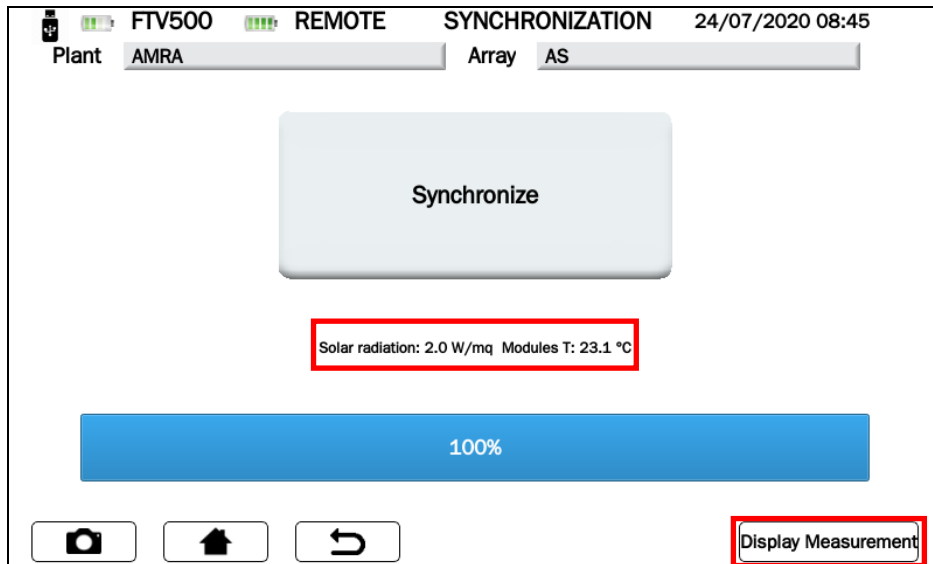 FTV500 REMOTE SYNCHRONIZATION 24/07/2020 08:45
Plant AMRA Array AS
Synchronize
Solar radiation: 2.0 W/mq Modules T: 23.1 °C
100%
Display Measurement